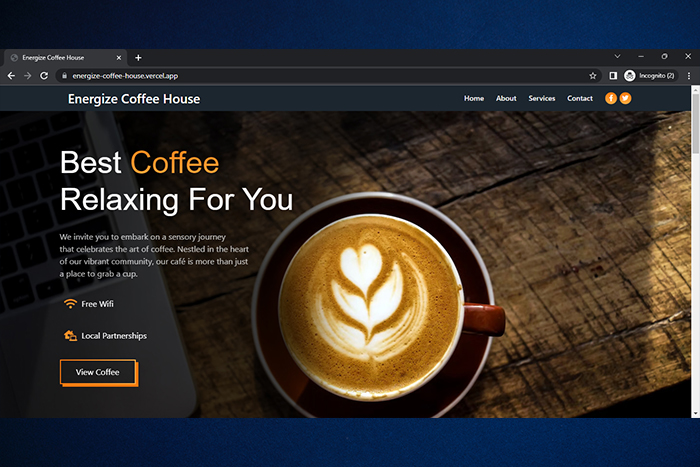 Energize Coffee House
energize-coffee-house.vercel.app
Incognito (2)
Energize Coffee House
Home About Services Contact
Best Coffee
Relaxing For You
We invite you to embark on a sensory journey
that celebrates the art of coffee. Nestled in the heart
of our vibrant community, our café is more than just
a place to grab a cup.
Free Wifi
Local Partnerships
View Coffee